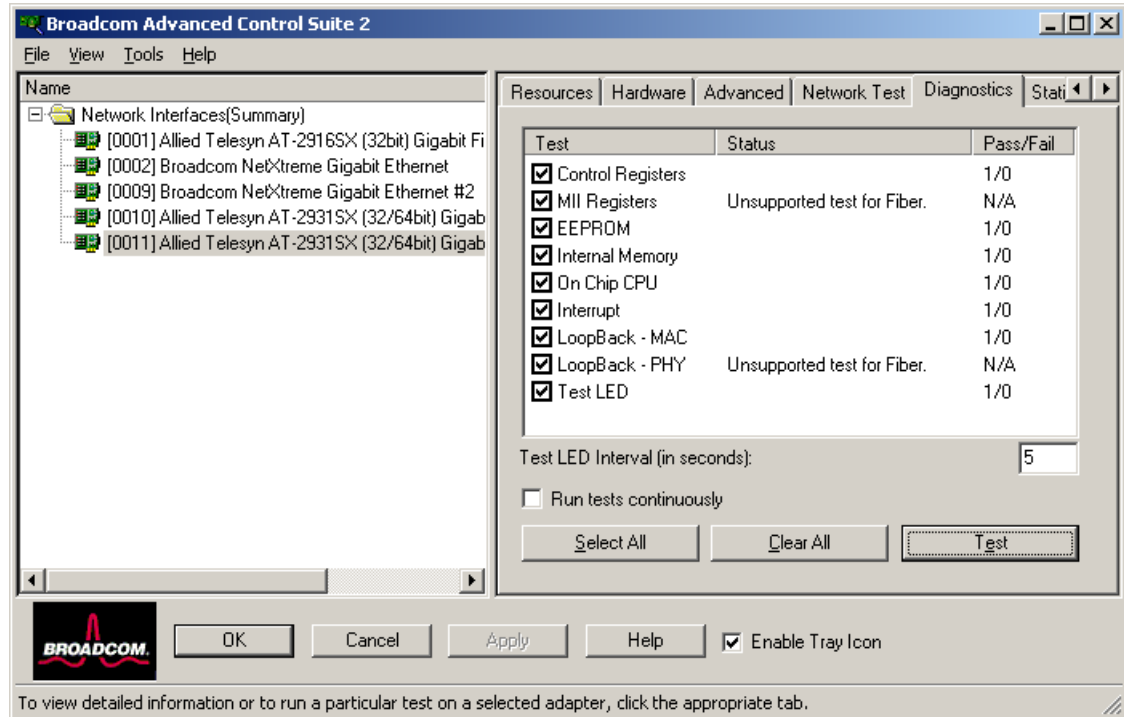 Broadcom Advanced Control Suite 2
File View Tools Help
Name
Network Interfaces(Summary)
[0001] Allied Telesyn AT-2916SX (32bit) Gigabit Fi
[0002] Broadcom NetXtreme Gigabit Ethernet
[0009] Broadcom NetXtreme Gigabit Ethernet #2
[0010] Allied Telesyn AT-2931SX (32/64bit) Gigab
[0011] Allied Telesyn AT-2931SX (32/64bit) Gigab
Resources Hardware Advanced Network Test Diagnostics Stati
Test Status Pass/Fail
Control Registers 1/0
MII Registers Unsupported test for Fiber. N/A
EEPROM 1/0
Internal Memory 1/0
On Chip CPU 1/0
Interrupt 1/0
LoopBack - MAC 1/0
LoopBack - PHY Unsupported test for Fiber. N/A
Test LED 1/0
Test LED Interval (in seconds): 5
Run tests continuously
Select All Clear All Test
BROADCOM. OK Cancel Apply Help Enable Tray Icon
To view detailed information or to run a particular test on a selected adapter, click the appropriate tab.